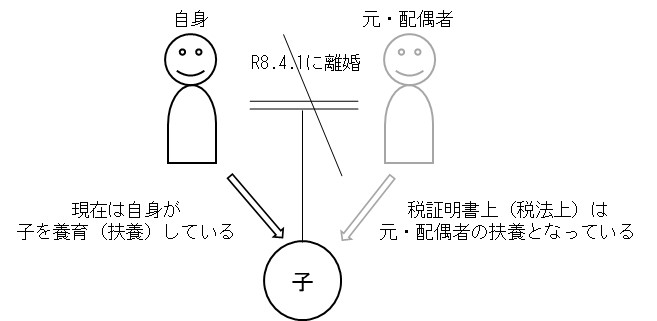 自身
元・配偶者
R8.4.1に離婚
現在は自身が
子を養育（扶養）している
税証明書上（税法上）は
元・配偶者の扶養となっている
子